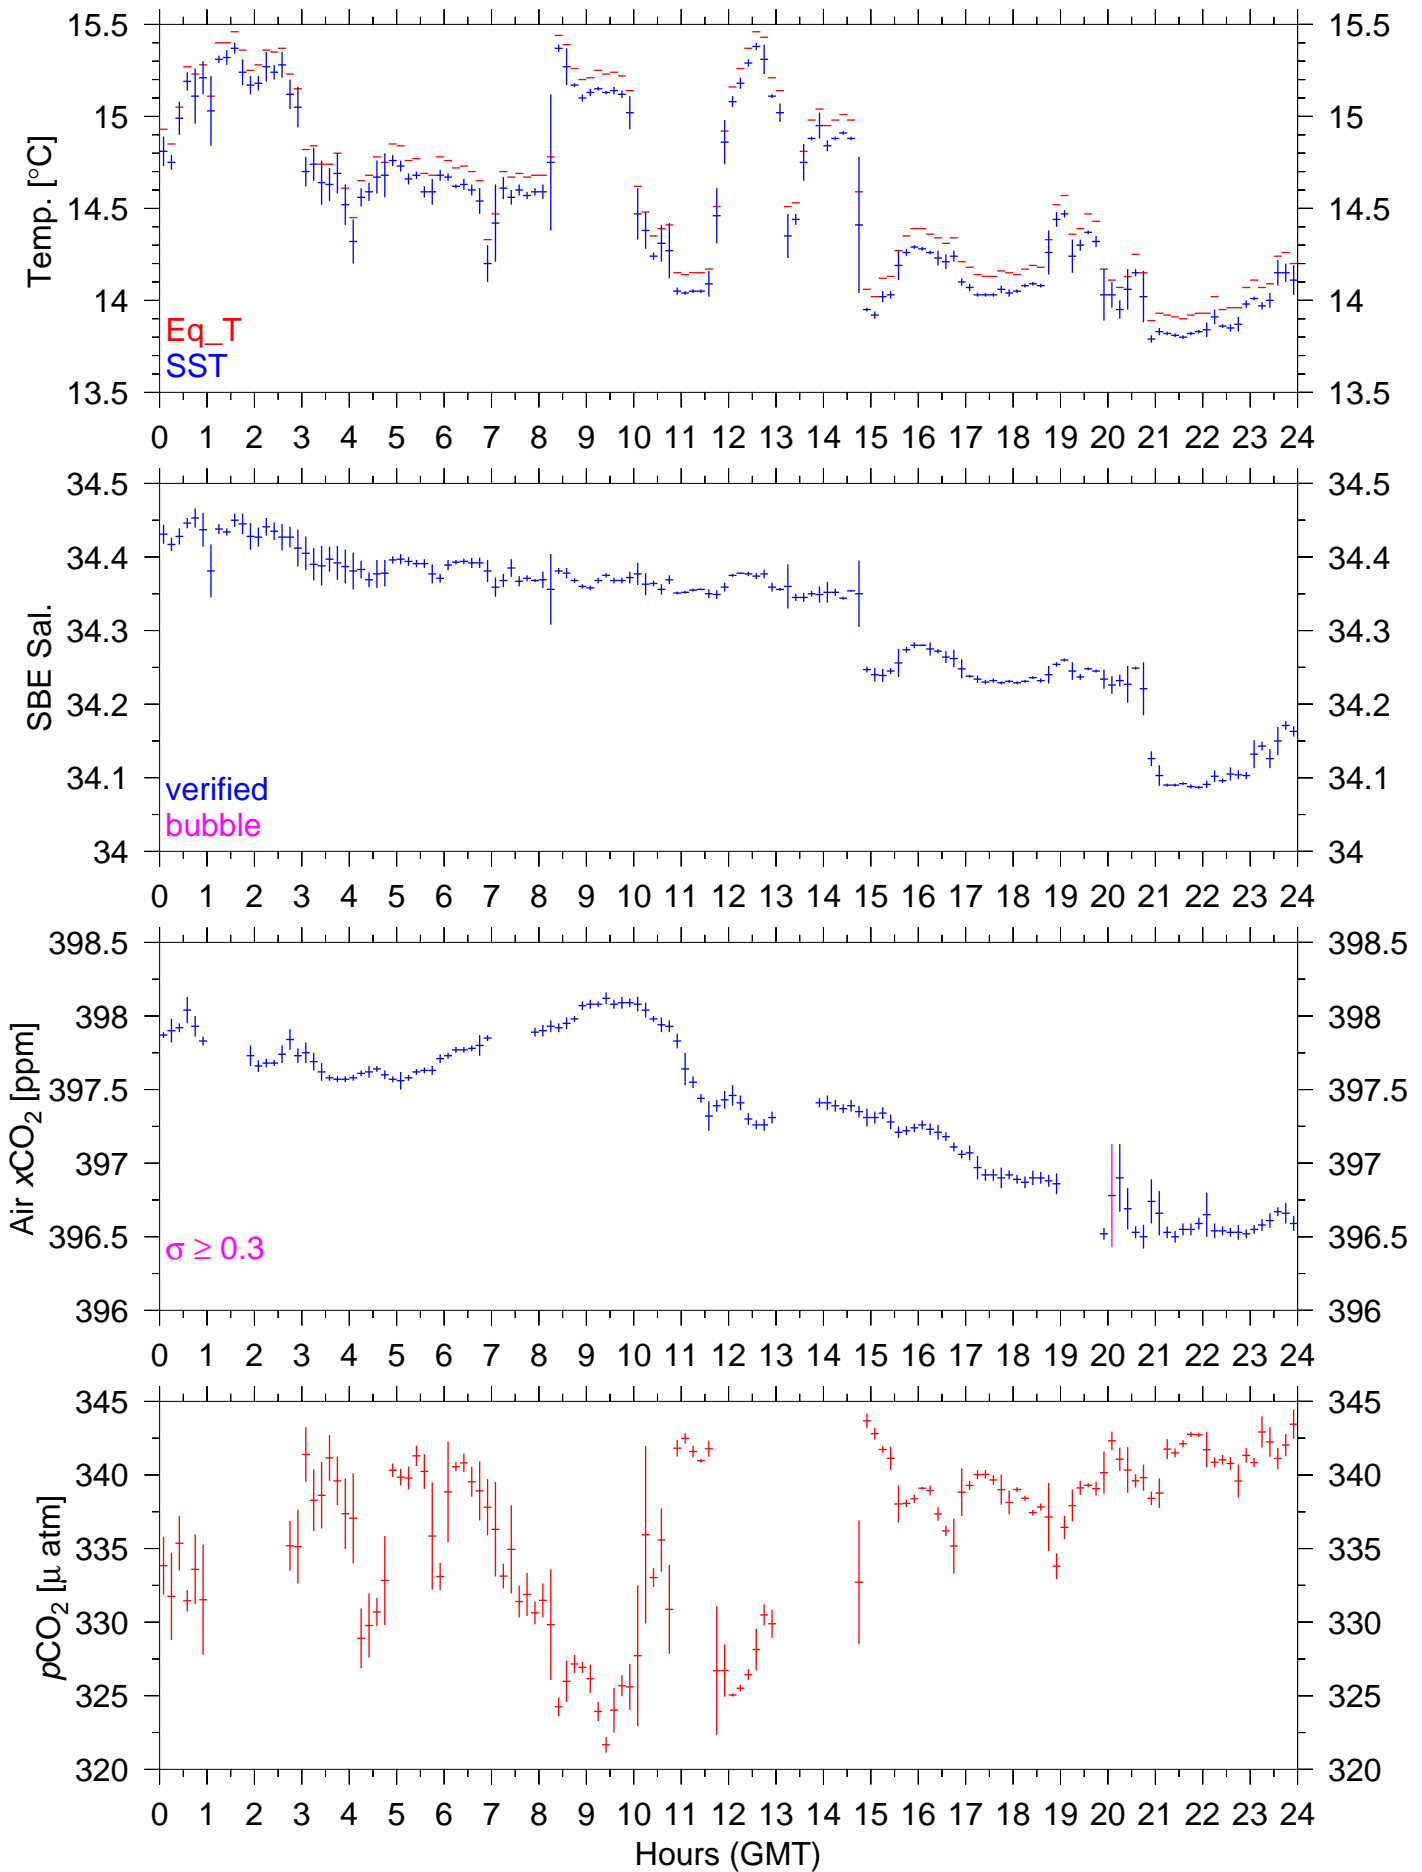 15.5 15.5
15 15
14.5 14.5
14 14
13.5 13.5
Temp. [°C]
Eq_T
SST
0 1 2 3 4 5 6 7 8 9 10 11 12 13 14 15 16 17 18 19 20 21 22 23 24
34.5 34.5
34.4 34.4
34.3 34.3
34.2 34.2
34.1 34.1
34 34
SBE Sal.
verified
bubble
0 1 2 3 4 5 6 7 8 9 10 11 12 13 14 15 16 17 18 19 20 21 22 23 24
398.5 398.5
398 398
397.5 397.5
397 397
396.5 396.5
396 396
Air xCO₂ [ppm]
σ ≥ 0.3
0 1 2 3 4 5 6 7 8 9 10 11 12 13 14 15 16 17 18 19 20 21 22 23 24
345 345
340 340
335 335
330 330
325 325
320 320
pCO₂ [μ atm]
0 1 2 3 4 5 6 7 8 9 10 11 12 13 14 15 16 17 18 19 20 21 22 23 24
Hours (GMT)